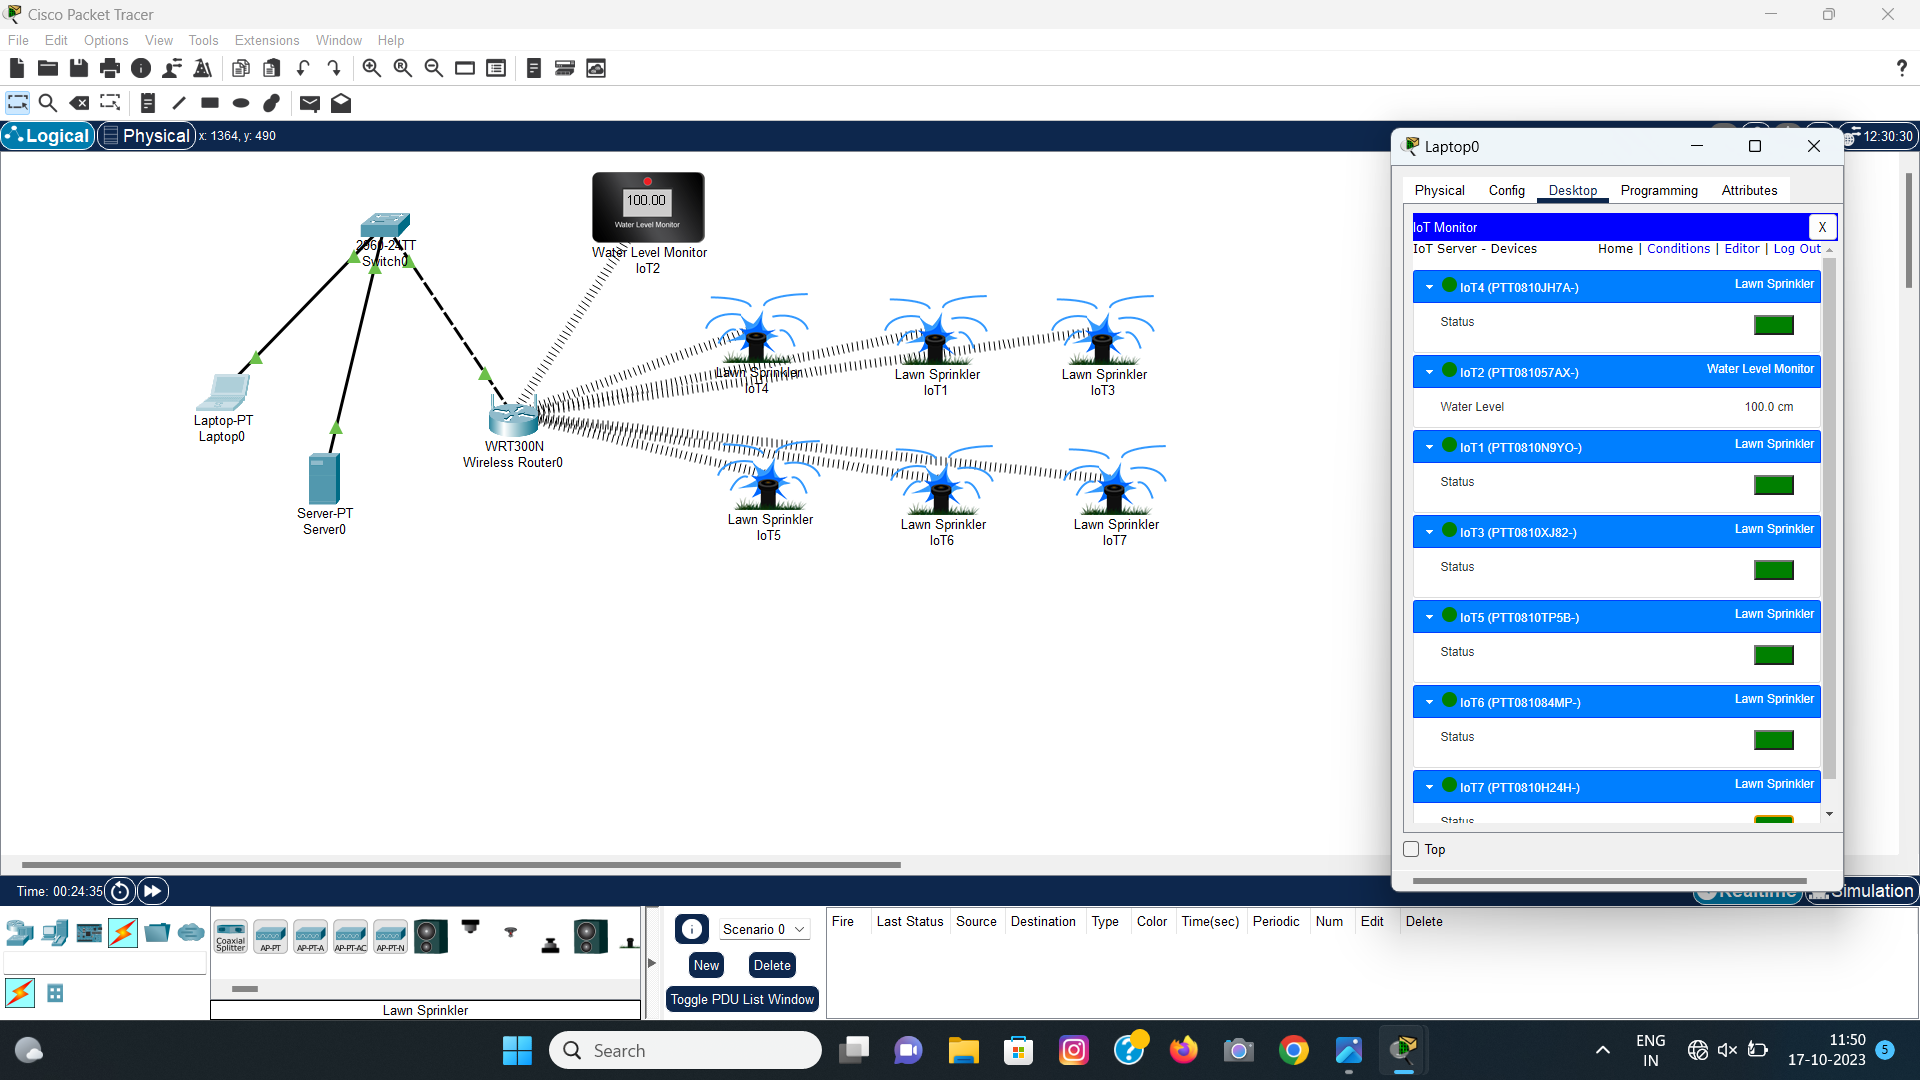 Cisco Packet Tracer
File Edit Options View Tools Extensions Window Help
Logical Physical x: 1364, y: 490
12:30:30
100.00
Water Level Monitor
Water Level Monitor
IoT2
2960-24TT
Switch0
Laptop-PT
Laptop0
Server-PT
Server0
WRT300N
Wireless Router0
Lawn Sprinkler
IoT4
Lawn Sprinkler
IoT1
Lawn Sprinkler
IoT3
Lawn Sprinkler
IoT5
Lawn Sprinkler
IoT6
Lawn Sprinkler
IoT7
Laptop0
Physical Config Desktop Programming Attributes
IoT Monitor X
IoT Server - Devices Home | Conditions | Editor | Log Out
IoT4 (PTT0810JH7A-) Lawn Sprinkler
Status
IoT2 (PTT081057AX-) Water Level Monitor
Water Level 100.0 cm
IoT1 (PTT0810N9YO-) Lawn Sprinkler
Status
IoT3 (PTT0810XJ82-) Lawn Sprinkler
Status
IoT5 (PTT0810TP5B-) Lawn Sprinkler
Status
IoT6 (PTT081084MP-) Lawn Sprinkler
Status
IoT7 (PTT0810H24H-) Lawn Sprinkler
Status
Top
Time: 00:24:35
Realtime Simulation
Coaxial Splitter AP-PT AP-PT-A AP-PT-AC AP-PT-N
Lawn Sprinkler
Scenario 0
New Delete
Toggle PDU List Window
Fire Last Status Source Destination Type Color Time(sec) Periodic Num Edit Delete
Search
ENG
IN
11:50
17-10-2023
5